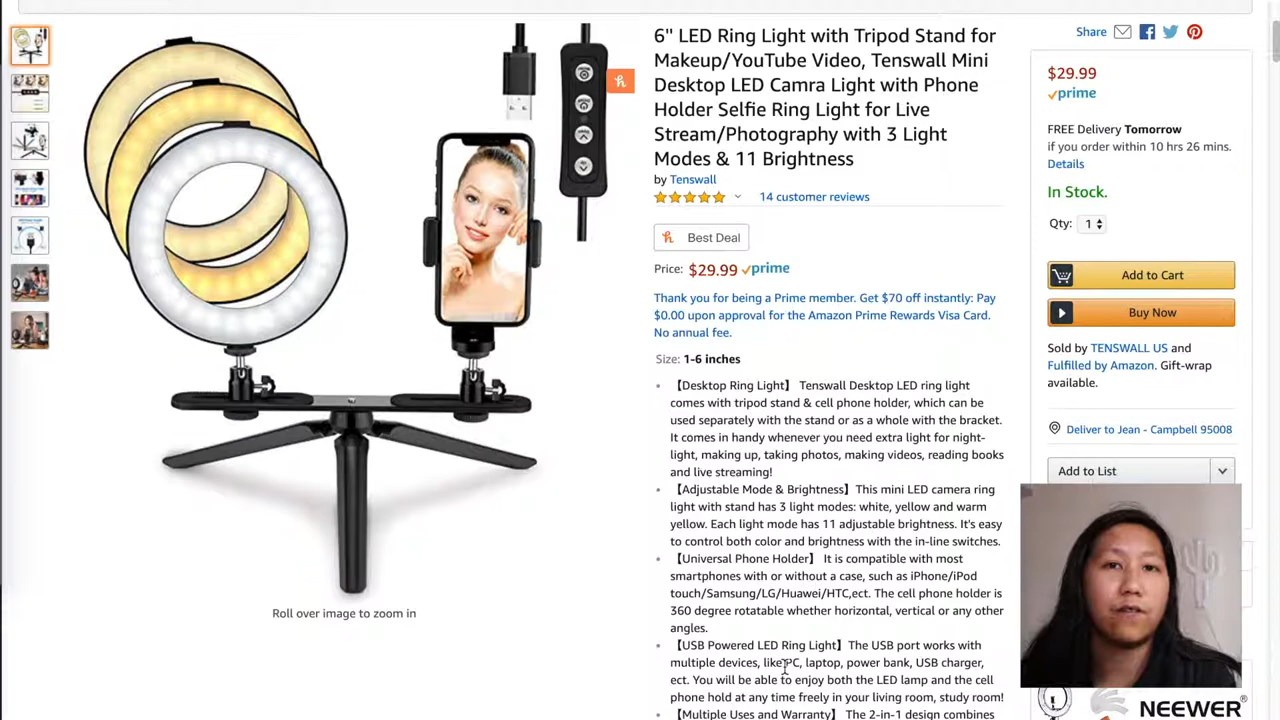 6" LED Ring Light with Tripod Stand for
Makeup/YouTube Video, Tenswall Mini
Desktop LED Camra Light with Phone
Holder Selfie Ring Light for Live
Stream/Photography with 3 Light
Modes & 11 Brightness
by Tenswall
14 customer reviews
Best Deal
Price: $29.99 prime
Thank you for being a Prime member. Get $70 off instantly: Pay
$0.00 upon approval for the Amazon Prime Rewards Visa Card.
No annual fee.
Size: 1-6 inches
【Desktop Ring Light】 Tenswall Desktop LED ring light
comes with tripod stand & cell phone holder, which can be
used separately with the stand or as a whole with the bracket.
It comes in handy whenever you need extra light for night-
light, making up, taking photos, making videos, reading books
and live streaming!
【Adjustable Mode & Brightness】This mini LED camera ring
light with stand has 3 light modes: white, yellow and warm
yellow. Each light mode has 11 adjustable brightness. It's easy
to control both color and brightness with the in-line switches.
【Universal Phone Holder】 It is compatible with most
smartphones with or without a case, such as iPhone/iPod
touch/Samsung/LG/Huawei/HTC,ect. The cell phone holder is
360 degree rotatable whether horizontal, vertical or any other
angles.
【USB Powered LED Ring Light】The USB port works with
multiple devices, like PC, laptop, power bank, USB charger,
ect. You will be able to enjoy both the LED lamp and the cell
phone hold at any time freely in your living room, study room!
【Multiple Uses and Warranty】 The 2-in-1 design combines
Roll over image to zoom in
Share
$29.99
prime
FREE Delivery Tomorrow
if you order within 10 hrs 26 mins.
Details
In Stock.
Qty: 1
Add to Cart
Buy Now
Sold by TENSWALL US and
Fulfilled by Amazon. Gift-wrap
available.
Deliver to Jean - Campbell 95008
Add to List
NEEWER